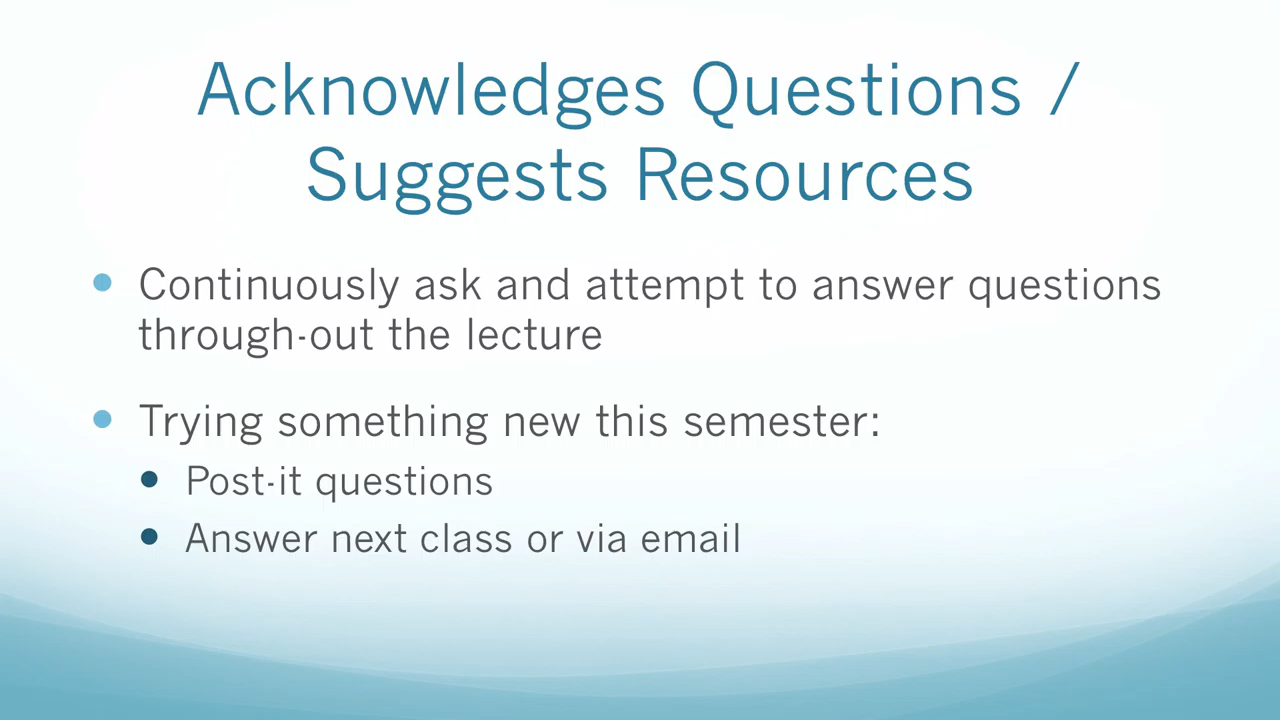 Acknowledges Questions /
Suggests Resources
Continuously ask and attempt to answer questions
through-out the lecture
Trying something new this semester:
Post-it questions
Answer next class or via email